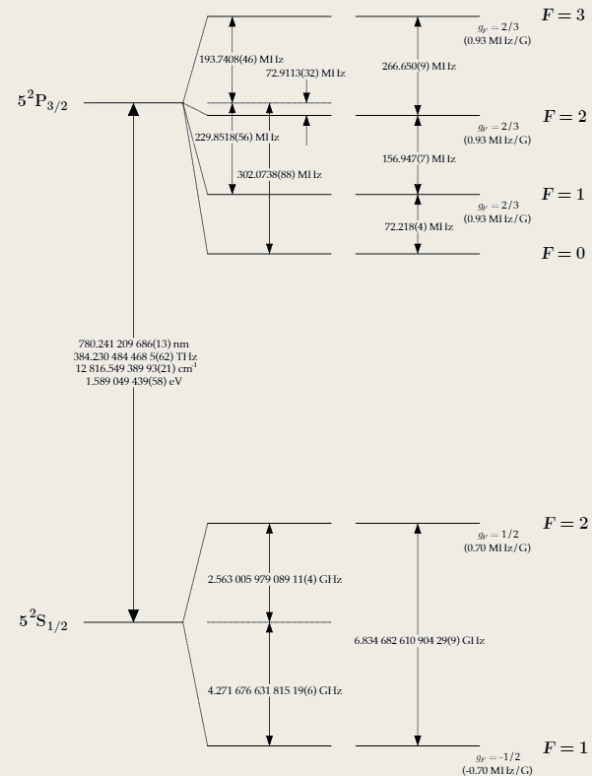 F = 3
g_F = 2/3
(0.93 MHz/G)
193.7408(46) MHz
72.9113(32) MHz
266.650(9) MHz
5²P₃/₂
F = 2
g_F = 2/3
(0.93 MHz/G)
229.8518(56) MHz
156.947(7) MHz
302.0738(88) MHz
F = 1
g_F = 2/3
(0.93 MHz/G)
72.218(4) MHz
F = 0
780.241 209 686(13) nm
384.230 484 468 5(62) THz
12 816.549 389 93(21) cm⁻¹
1.589 049 439(58) eV
F = 2
g_F = 1/2
(0.70 MHz/G)
2.563 005 979 089 11(4) GHz
5²S₁/₂
6.834 682 610 904 29(9) GHz
4.271 676 631 815 19(6) GHz
F = 1
g_F = -1/2
(-0.70 MHz/G)